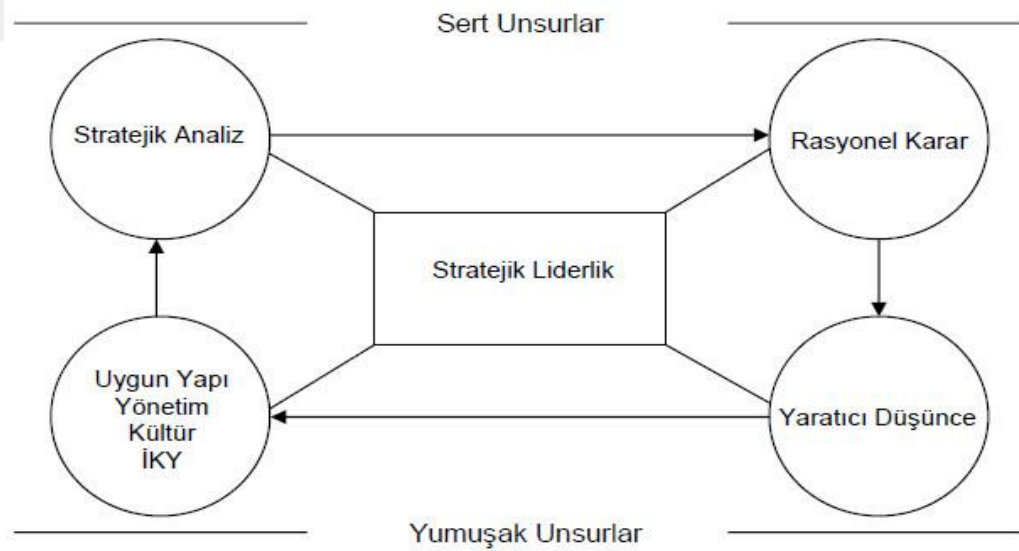 Sert Unsurlar
Stratejik Analiz
Rasyonel Karar
Stratejik Liderlik
Uygun Yapı
Yönetim
Kültür
İKY
Yaratıcı Düşünce
Yumuşak Unsurlar